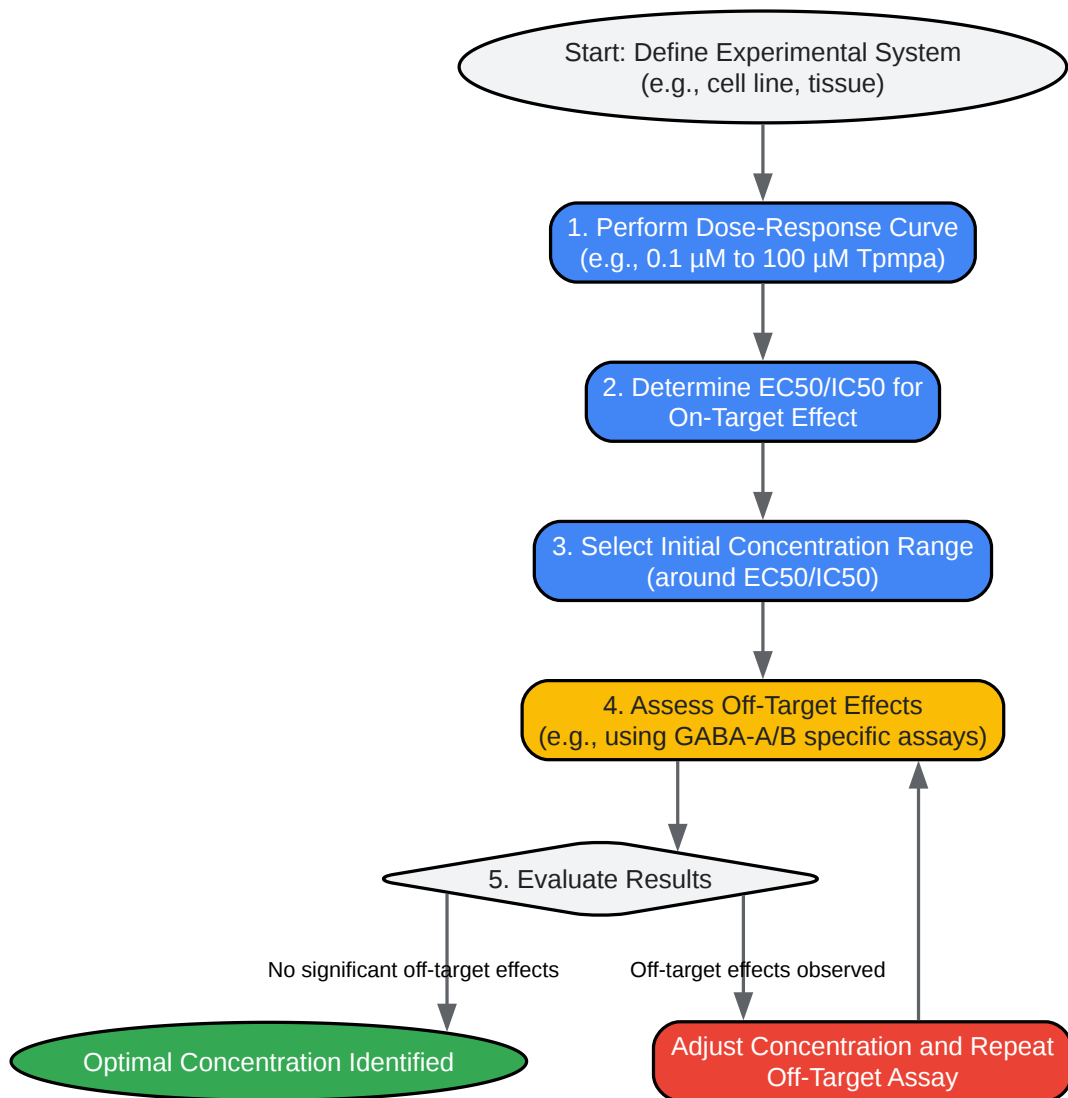 Start: Define Experimental System
(e.g., cell line, tissue)
1. Perform Dose-Response Curve
(e.g., 0.1 µM to 100 µM Tpmpa)
2. Determine EC50/IC50 for
On-Target Effect
3. Select Initial Concentration Range
(around EC50/IC50)
4. Assess Off-Target Effects
(e.g., using GABA-A/B specific assays)
5. Evaluate Results
No significant off-target effects
Off-target effects observed
Optimal Concentration Identified
Adjust Concentration and Repeat
Off-Target Assay